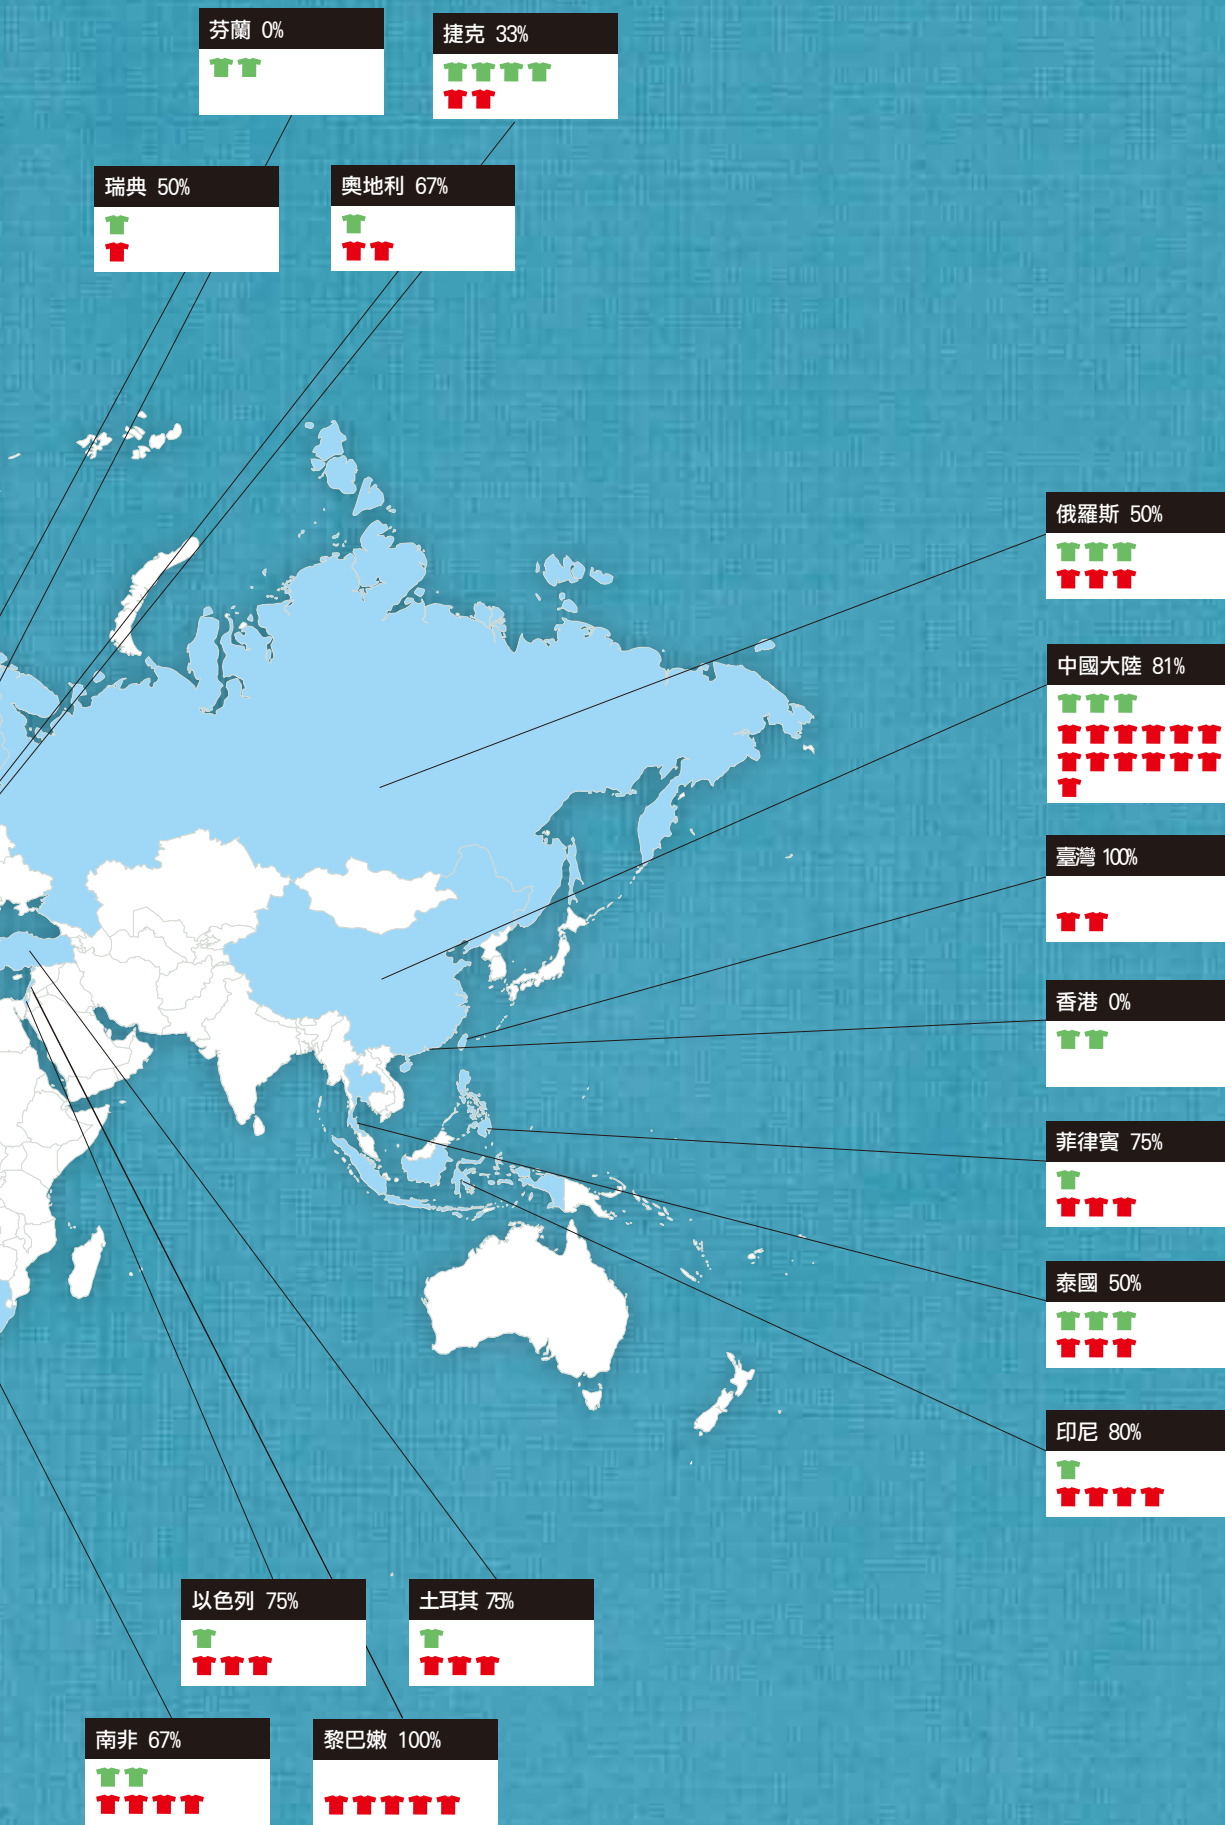 芬蘭 0%
捷克 33%
瑞典 50%
奧地利 67%
俄羅斯 50%
中國大陸 81%
臺灣 100%
香港 0%
菲律賓 75%
泰國 50%
印尼 80%
以色列 75%
土耳其 75%
南非 67%
黎巴嫩 100%